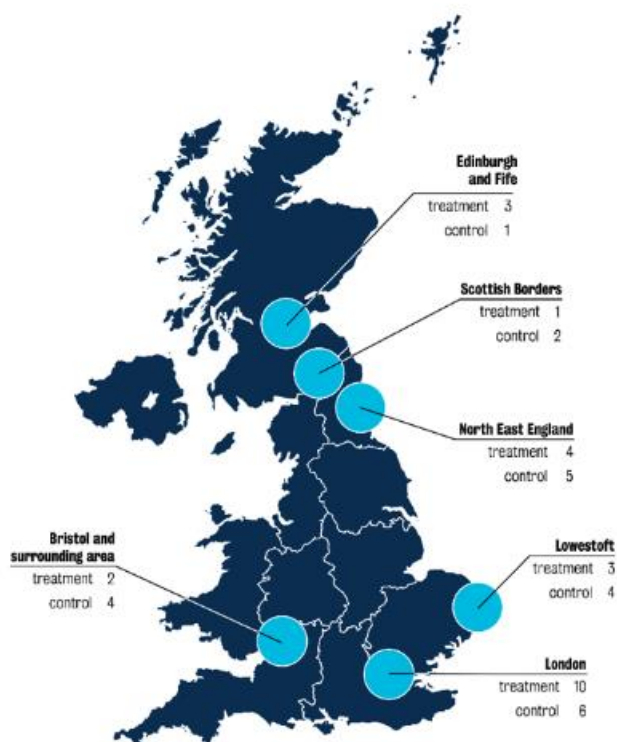 Edinburgh
and Fife
treatment 3
control 1
Scottish Borders
treatment 1
control 2
North East England
treatment 4
control 5
Bristol and
surrounding area
treatment 2
control 4
Lowestoft
treatment 3
control 4
London
treatment 10
control 6